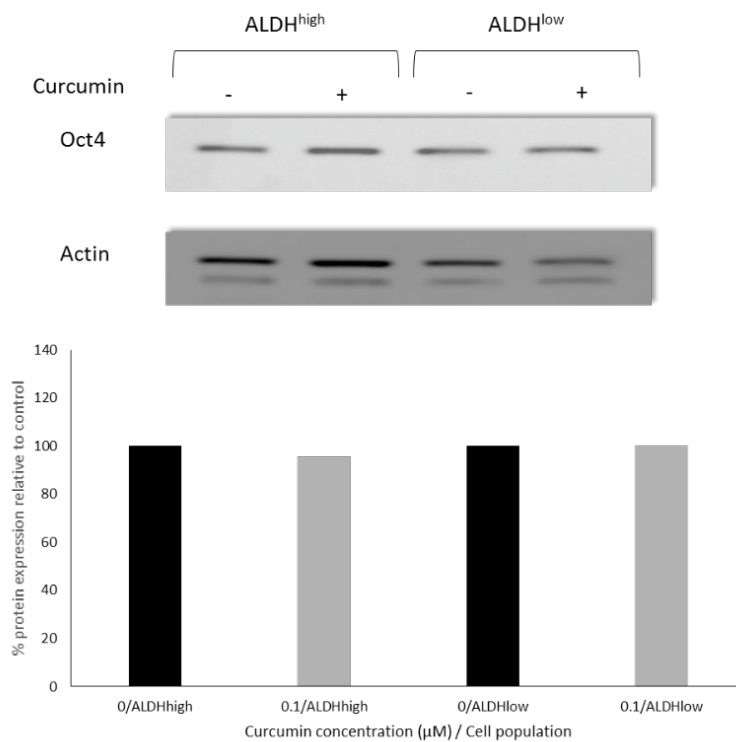 ALDHhigh ALDHlow
Curcumin - + - +
Oct4
Actin
% protein expression relative to control
140
120
100
80
60
40
20
0
0/ALDHhigh 0.1/ALDHhigh 0/ALDHlow 0.1/ALDHlow
Curcumin concentration (µM) / Cell population